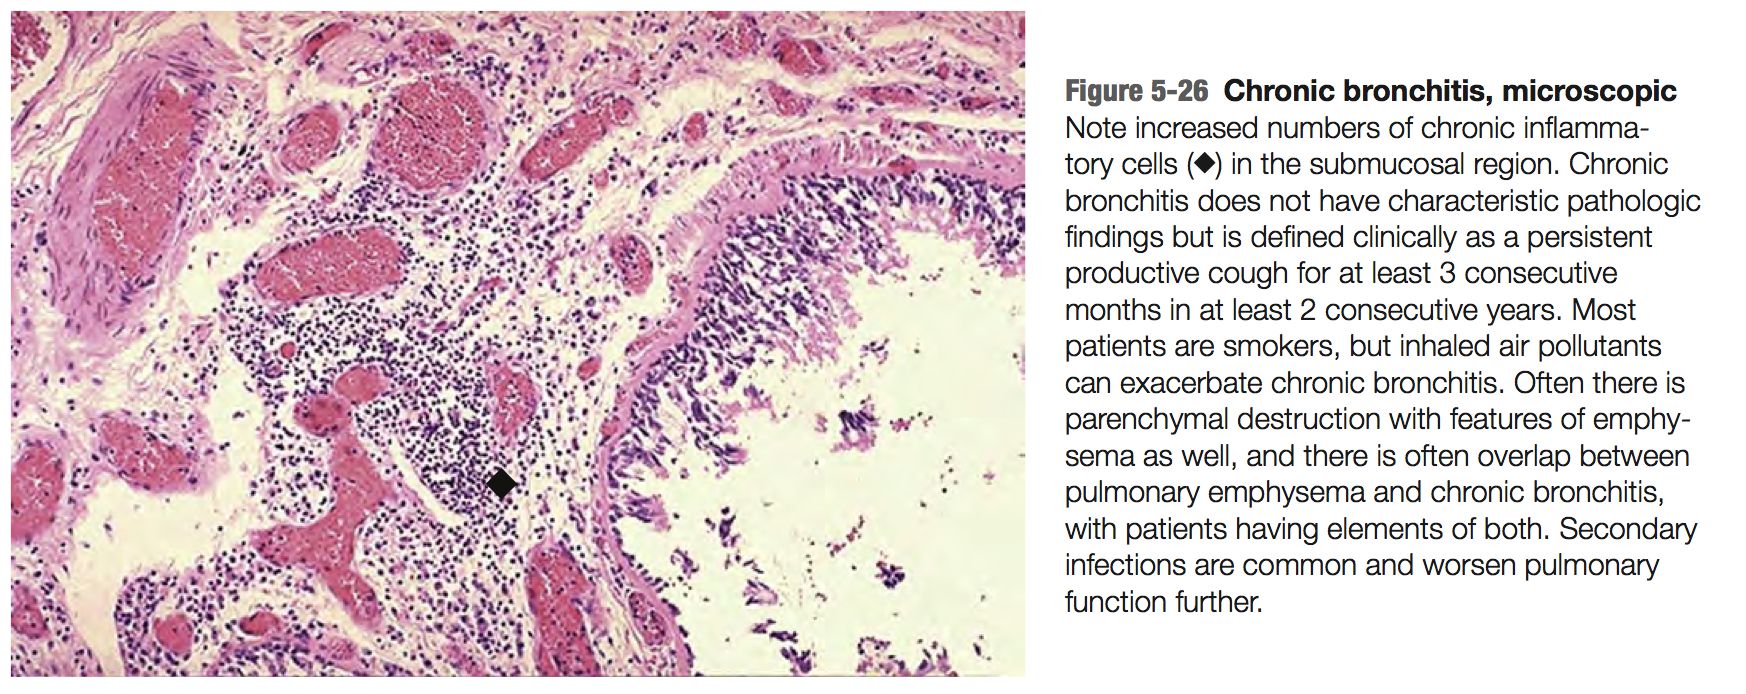 Figure 5-26 Chronic bronchitis, microscopic
Note increased numbers of chronic inflamma-
tory cells (◆) in the submucosal region. Chronic
bronchitis does not have characteristic pathologic
findings but is defined clinically as a persistent
productive cough for at least 3 consecutive
months in at least 2 consecutive years. Most
patients are smokers, but inhaled air pollutants
can exacerbate chronic bronchitis. Often there is
parenchymal destruction with features of emphy-
sema as well, and there is often overlap between
pulmonary emphysema and chronic bronchitis,
with patients having elements of both. Secondary
infections are common and worsen pulmonary
function further.